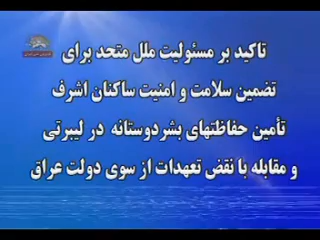 تاکید بر مسئولیت ملل متحد برای
تضمین سلامت و امنیت ساکنان اشرف
تأمین حفاظتهای بشردوستانه در لیبرتی
و مقابله با نقض تعهدات از سوی دولت عراق